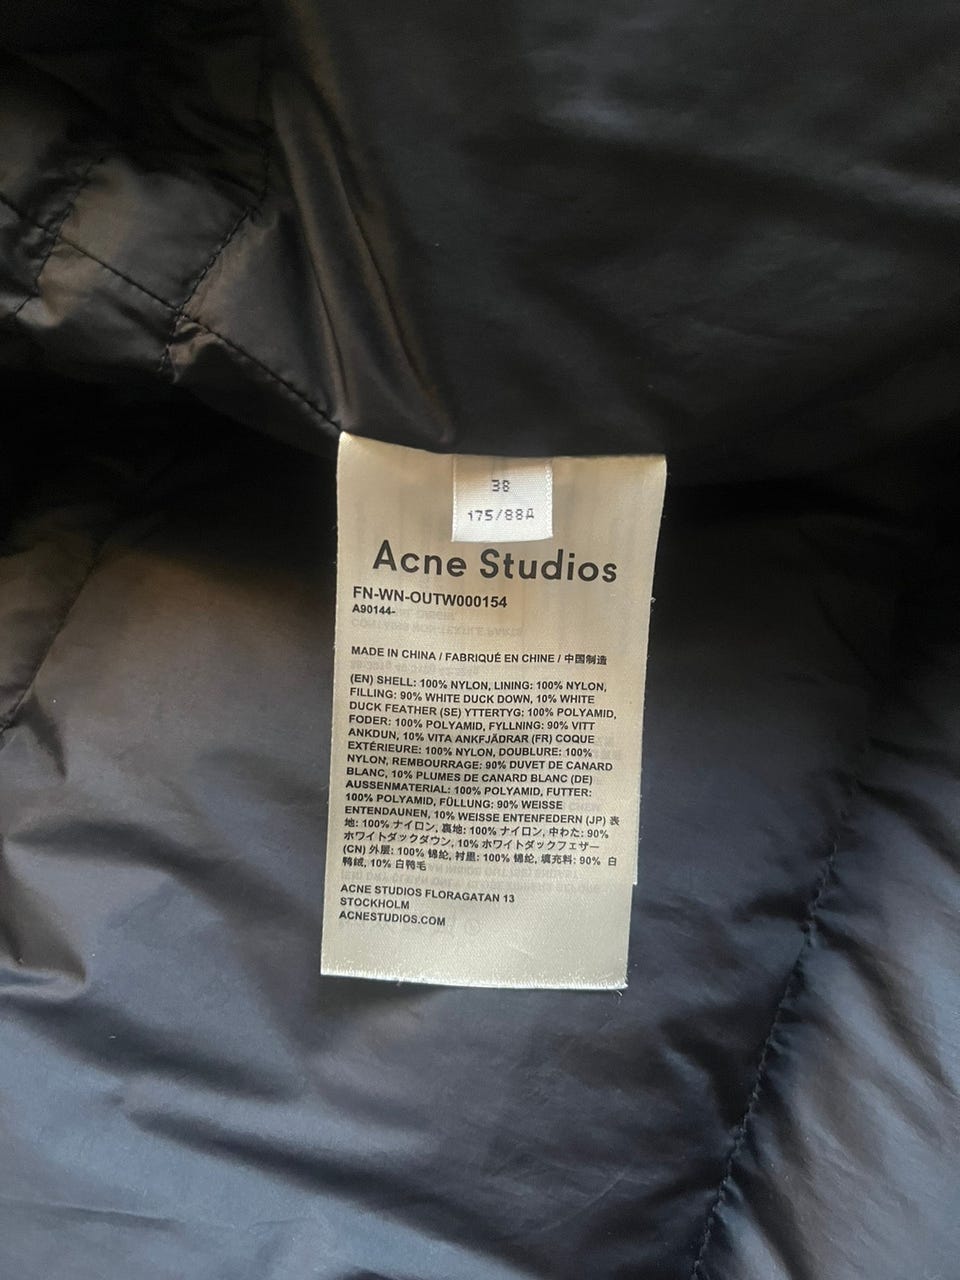 38
175/88A
Acne Studios
FN-WN-OUTW000154
A90144-
MADE IN CHINA / FABRIQUÉ EN CHINE / 中国制造
(EN) SHELL: 100% NYLON, LINING: 100% NYLON,
FILLING: 90% WHITE DUCK DOWN, 10% WHITE
DUCK FEATHER (SE) YTTERTYG: 100% POLYAMID,
FODER: 100% POLYAMID, FYLLNING: 90% VITT
ANKDUN, 10% VITA ANKFJÄDRAR (FR) COQUE
EXTÉRIEURE: 100% NYLON, DOUBLURE: 100%
NYLON, REMBOURRAGE: 90% DUVET DE CANARD
BLANC, 10% PLUMES DE CANARD BLANC (DE)
AUSSENMATERIAL: 100% POLYAMID, FUTTER:
100% POLYAMID, FÜLLUNG: 90% WEISSE
ENTENDAUNEN, 10% WEISSE ENTENFEDERN (JP) 表
地: 100% ナイロン, 裏地: 100% ナイロン, 中わた: 90%
ホワイトダックダウン, 10% ホワイトダックフェザー
(CN) 外层: 100% 锦纶, 衬里: 100% 锦纶, 填充料: 90% 白
鸭绒, 10% 白鸭毛
ACNE STUDIOS FLORAGATAN 13
STOCKHOLM
ACNESTUDIOS.COM